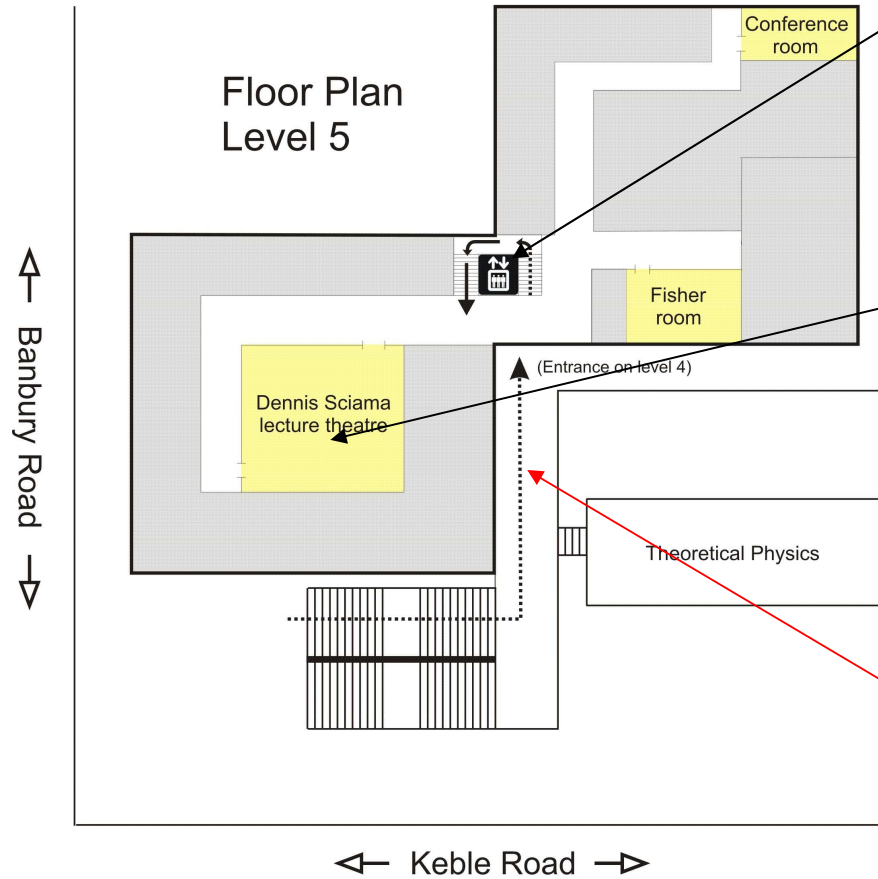 Conference
room
Floor Plan
Level 5
Fisher
room
(Entrance on level 4)
Dennis Sciama
lecture theatre
Banbury Road
Theoretical Physics
Keble Road